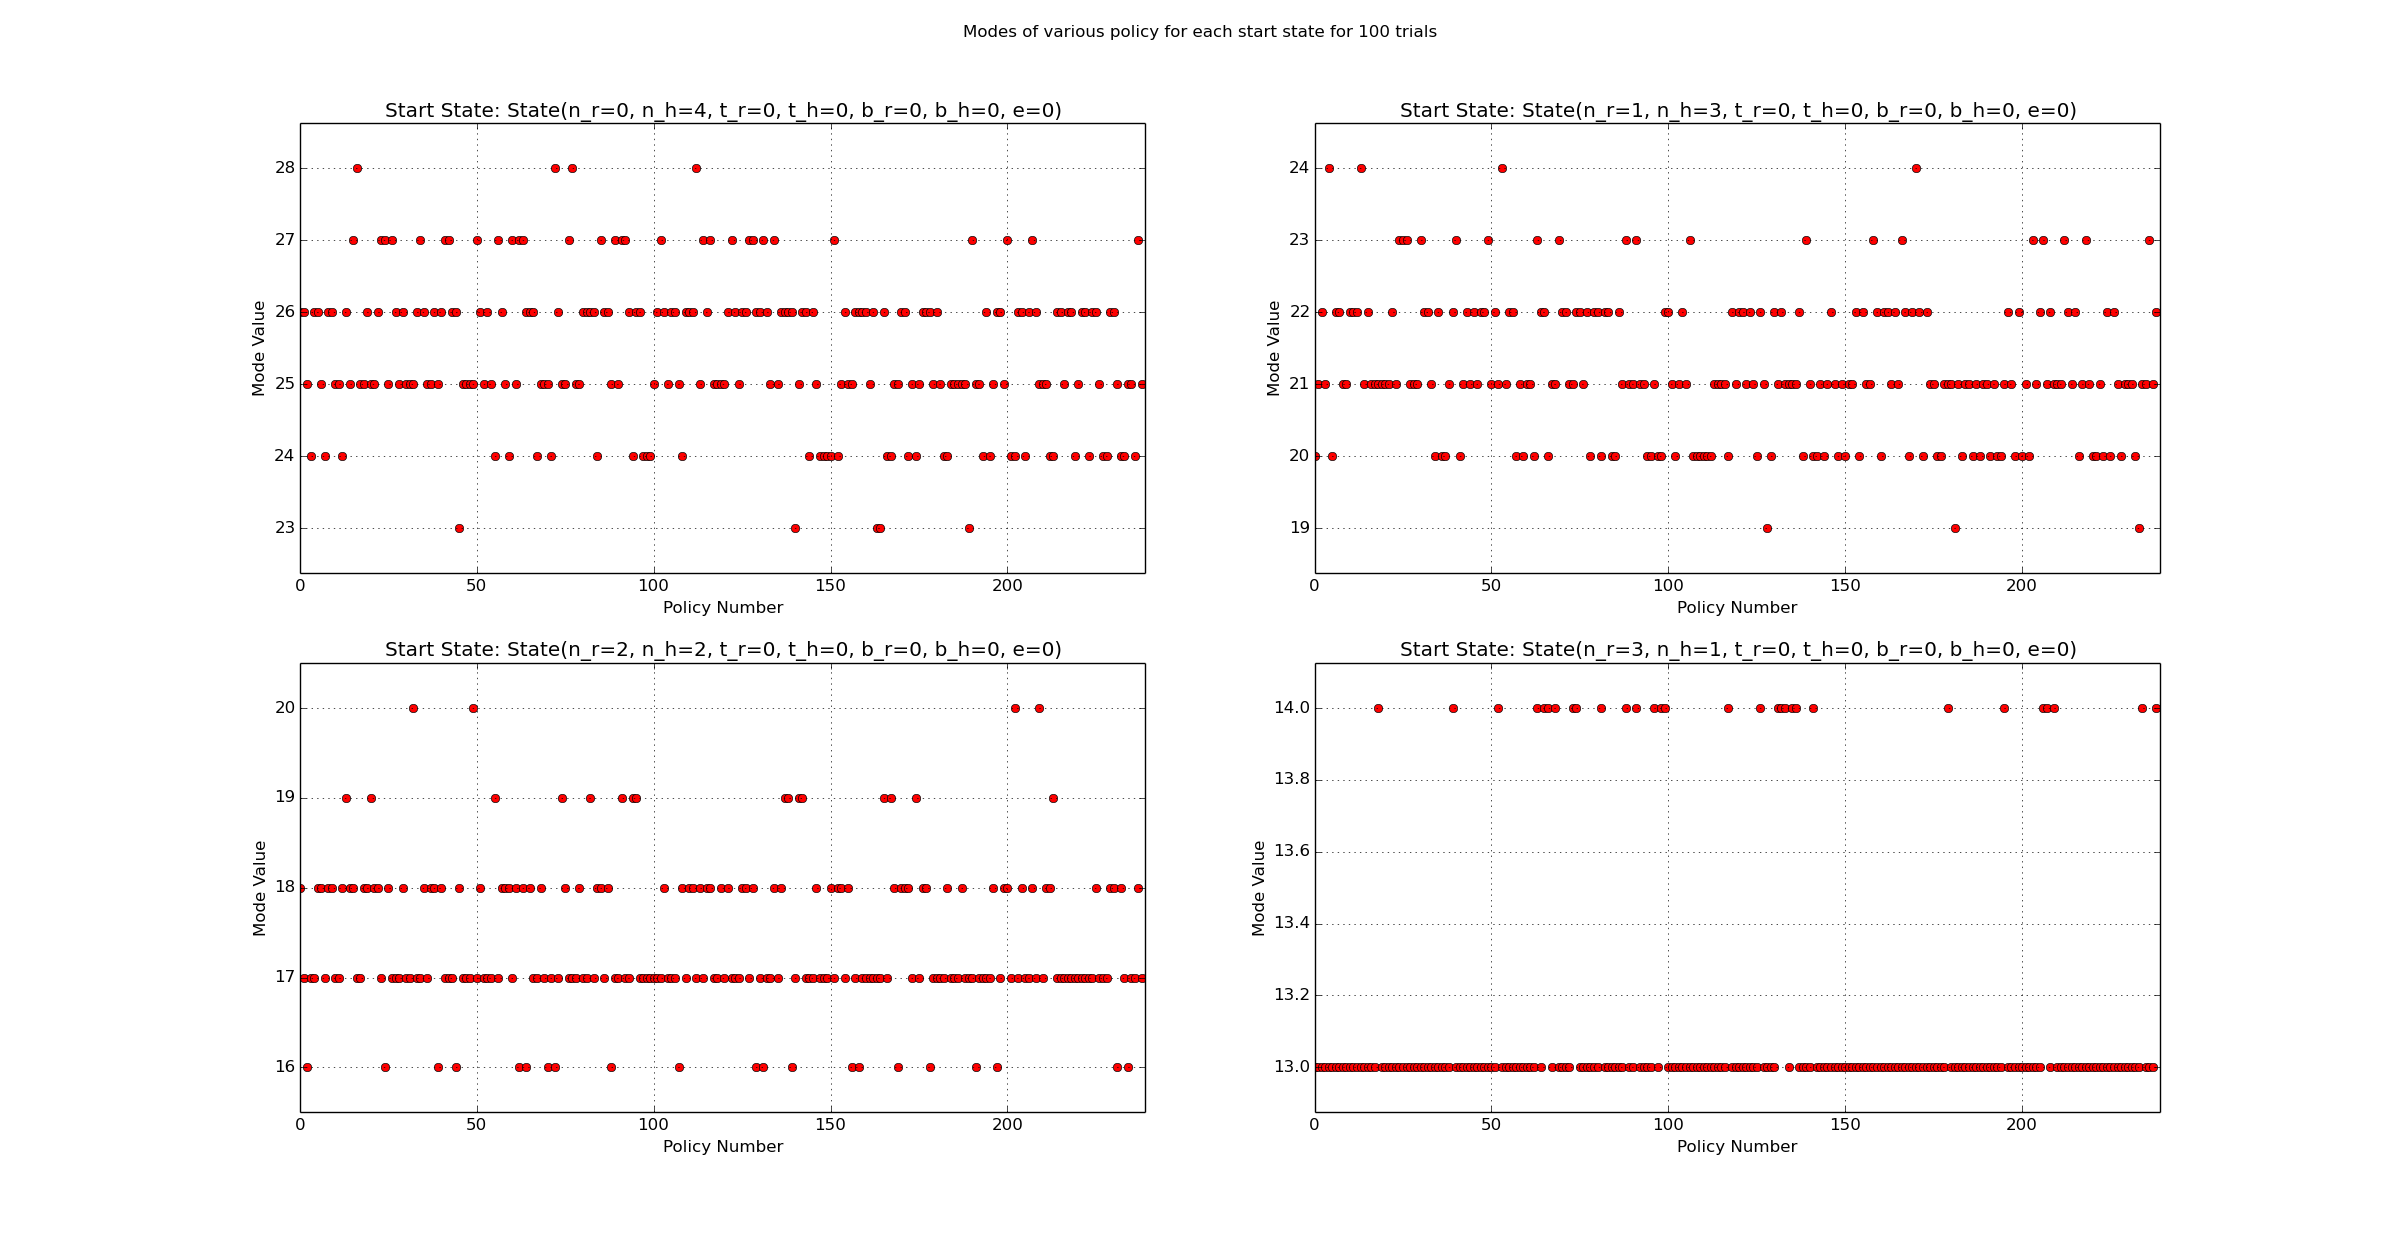 Modes of various policy for each start state for 100 trials
Start State: State(n_r=0, n_h=4, t_r=0, t_h=0, b_r=0, b_h=0, e=0)
Mode Value
28
27
26
25
24
23
0 50 100 150 200
Policy Number
Start State: State(n_r=1, n_h=3, t_r=0, t_h=0, b_r=0, b_h=0, e=0)
Mode Value
24
23
22
21
20
19
0 50 100 150 200
Policy Number
Start State: State(n_r=2, n_h=2, t_r=0, t_h=0, b_r=0, b_h=0, e=0)
Mode Value
20
19
18
17
16
0 50 100 150 200
Policy Number
Start State: State(n_r=3, n_h=1, t_r=0, t_h=0, b_r=0, b_h=0, e=0)
Mode Value
14.0
13.8
13.6
13.4
13.2
13.0
0 50 100 150 200
Policy Number